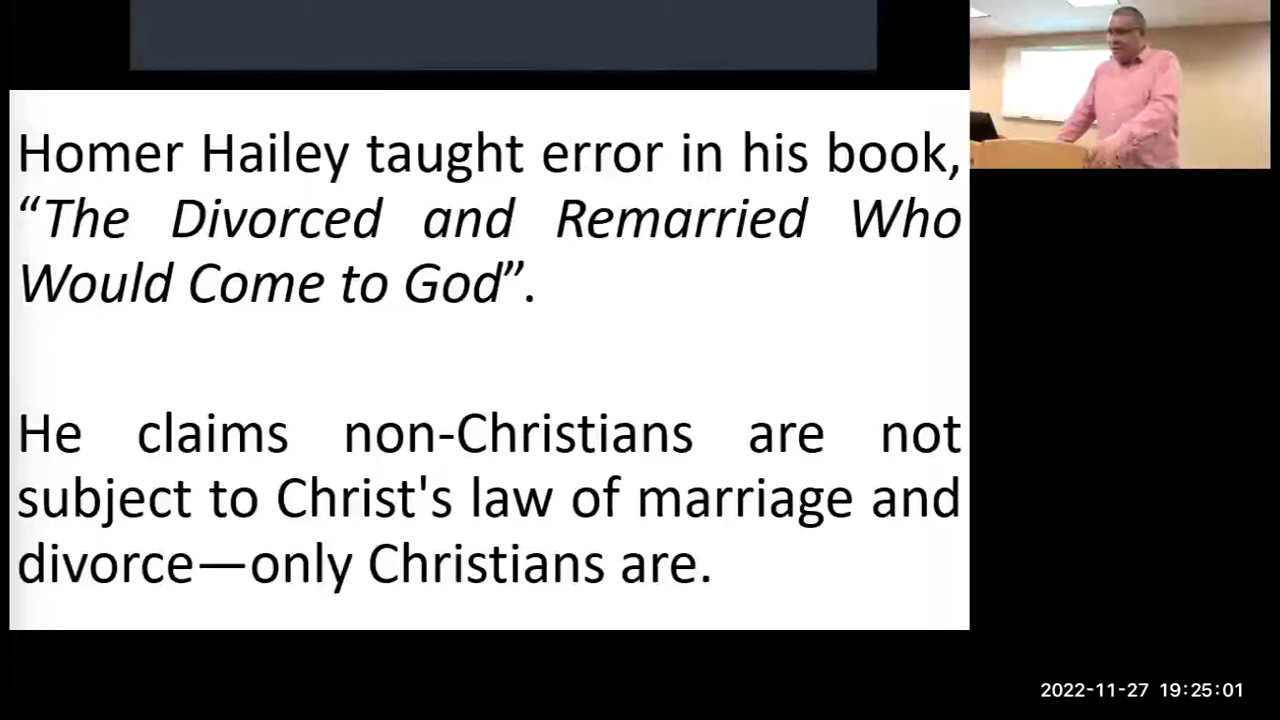 Homer Hailey taught error in his book,
“The Divorced and Remarried Who
Would Come to God”.
He claims non-Christians are not
subject to Christ's law of marriage and
divorce—only Christians are.
2022-11-27 19:25:01